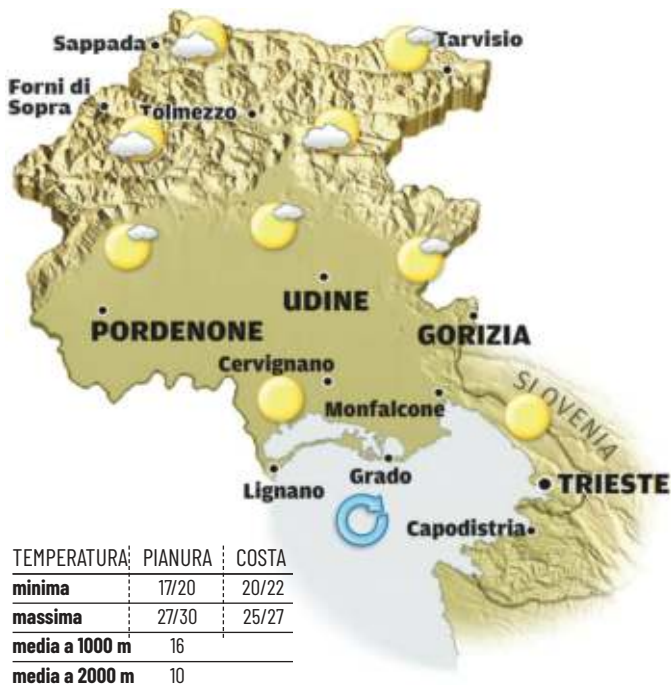 Sappada
Tarvisio
Forni di
Sopra
Tolmezzo
UDINE
PORDENONE
GORIZIA
Cervignano
SLOVENIA
Monfalcone
Lignano
Grado
TRIESTE
Capodistria
TEMPERATURA PIANURA COSTA
minima 17/20 20/22
massima 27/30 25/27
media a 1000 m 16
media a 2000 m 10